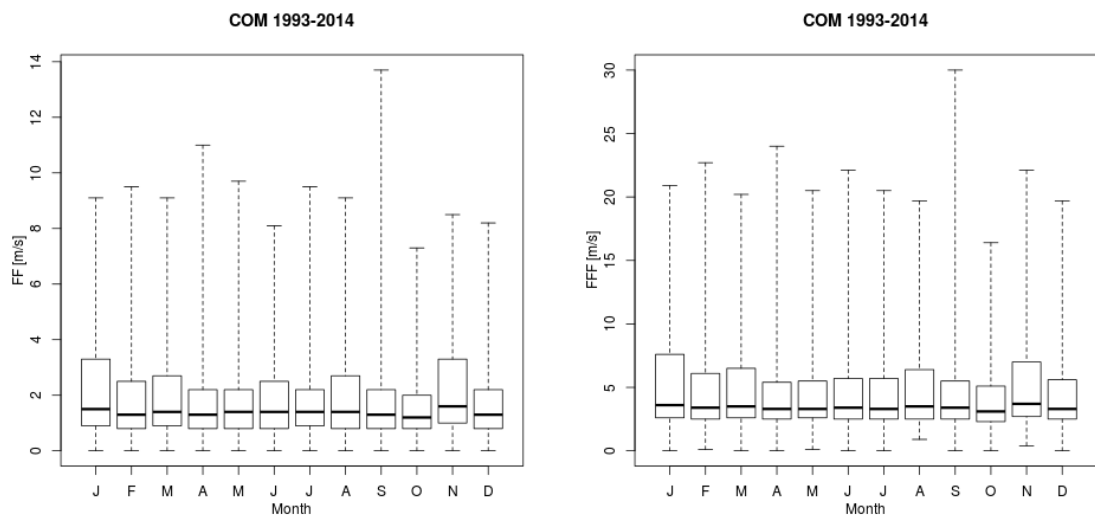 COM 1993-2014
FF [m/s]
14
12
10
8
6
4
2
0
J F M A M J J A S O N D
Month
COM 1993-2014
FFF [m/s]
30
25
20
15
10
5
0
J F M A M J J A S O N D
Month